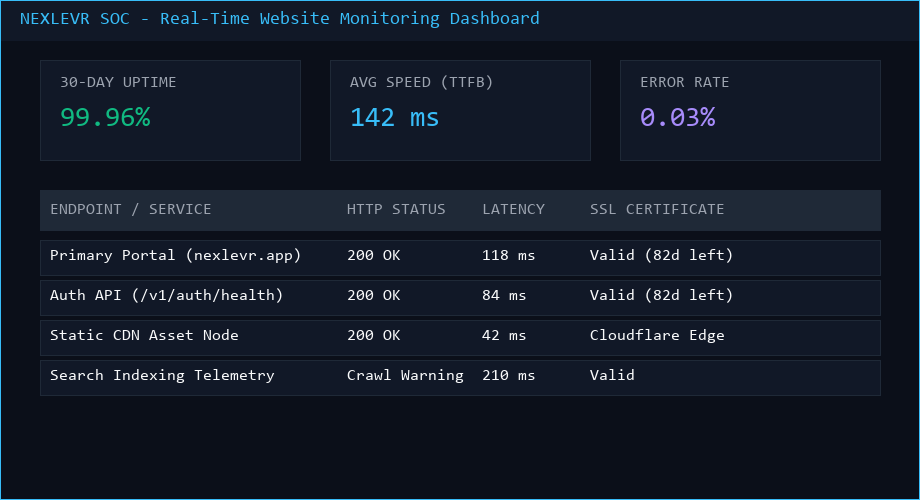 NEXLEVR SOC - Real-Time Website Monitoring Dashboard
30-DAY UPTIME AVG SPEED (TTFB) ERROR RATE
99.96% 142 ms 0.03%
ENDPOINT / SERVICE HTTP STATUS LATENCY SSL CERTIFICATE
Primary Portal (nexlevr.app) 200 OK 118 ms Valid (82d left)
Auth API (/v1/auth/health) 200 OK 84 ms Valid (82d left)
Static CDN Asset Node 200 OK 42 ms Cloudflare Edge
Search Indexing Telemetry Crawl Warning 210 ms Valid